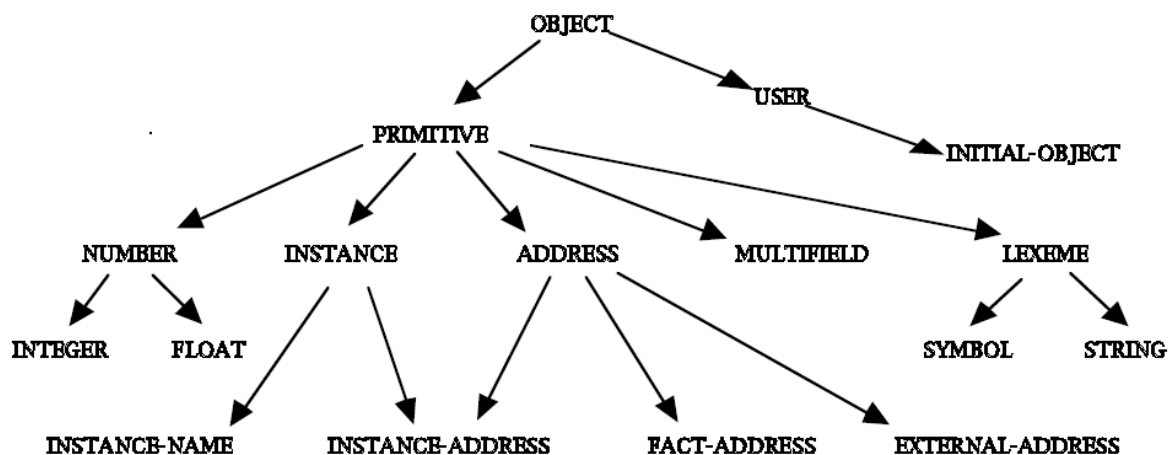 OBJECT
USER
PRIMITIVE
INITIAL-OBJECT
NUMBER
INSTANCE
ADDRESS
MULTIFIELD
LEXEME
INTEGER
FLOAT
SYMBOL
STRING
INSTANCE-NAME
INSTANCE-ADDRESS
FACT-ADDRESS
EXTERNAL-ADDRESS